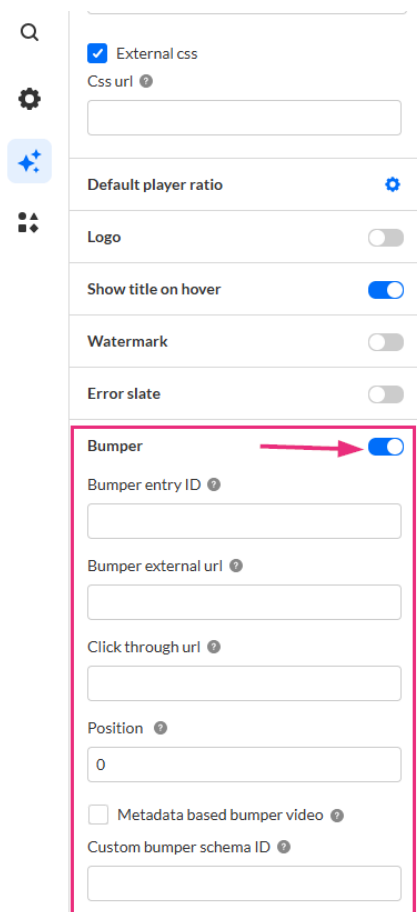 External css
Css url
Default player ratio
Logo
Show title on hover
Watermark
Error slate
Bumper
Bumper entry ID
Bumper external url
Click through url
Position
0
Metadata based bumper video
Custom bumper schema ID